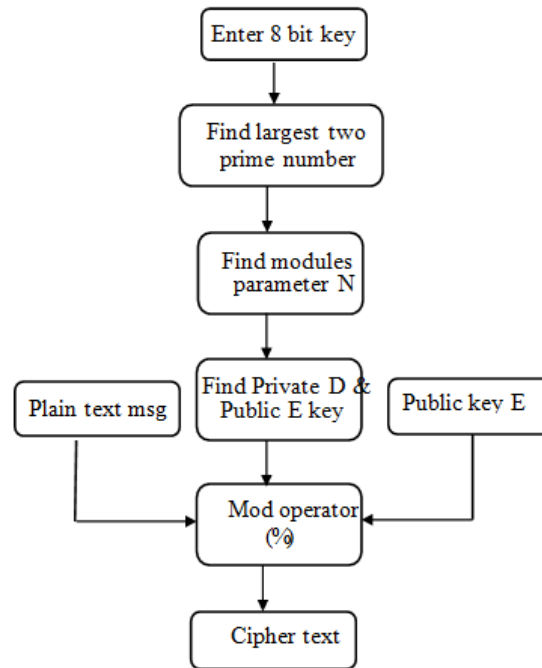 Enter 8 bit key
Find largest two
prime number
Find modules
parameter N
Find Private D &
Public E key
Plain text msg
Public key E
Mod operator
(%)
Cipher text